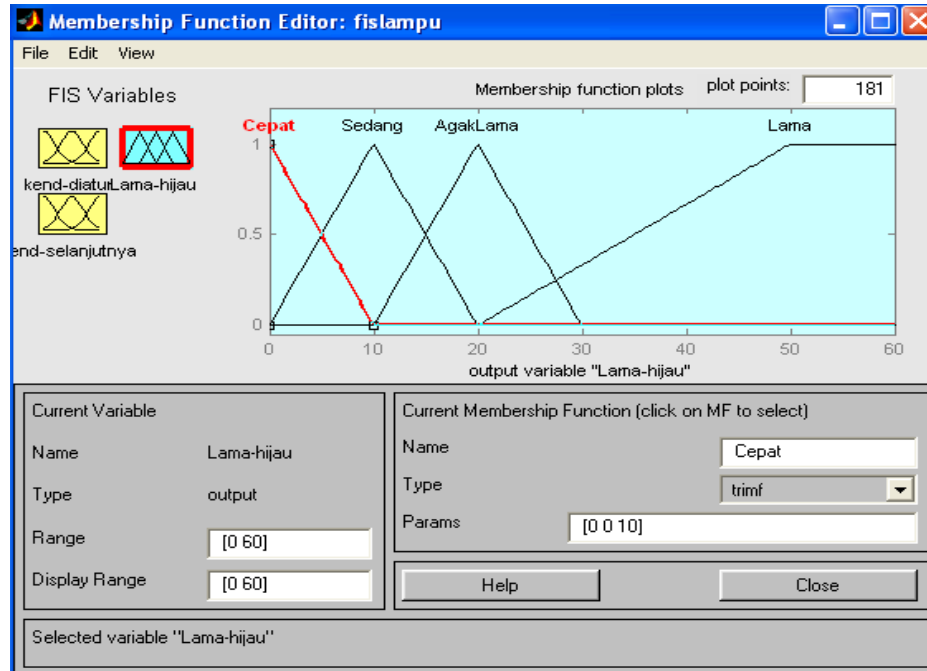 Membership Function Editor: fislampu
File Edit View
FIS Variables
Membership function plots plot points: 181
kend-diatur
Lama-hijau
end-selanjutnya
Cepat Sedang AgakLama Lama
1
0.5
0
0 10 20 30 40 50 60
output variable "Lama-hijau"
Current Variable
Name Lama-hijau
Type output
Range [0 60]
Display Range [0 60]
Current Membership Function (click on MF to select)
Name Cepat
Type trimf
Params [0 0 10]
Help Close
Selected variable "Lama-hijau"